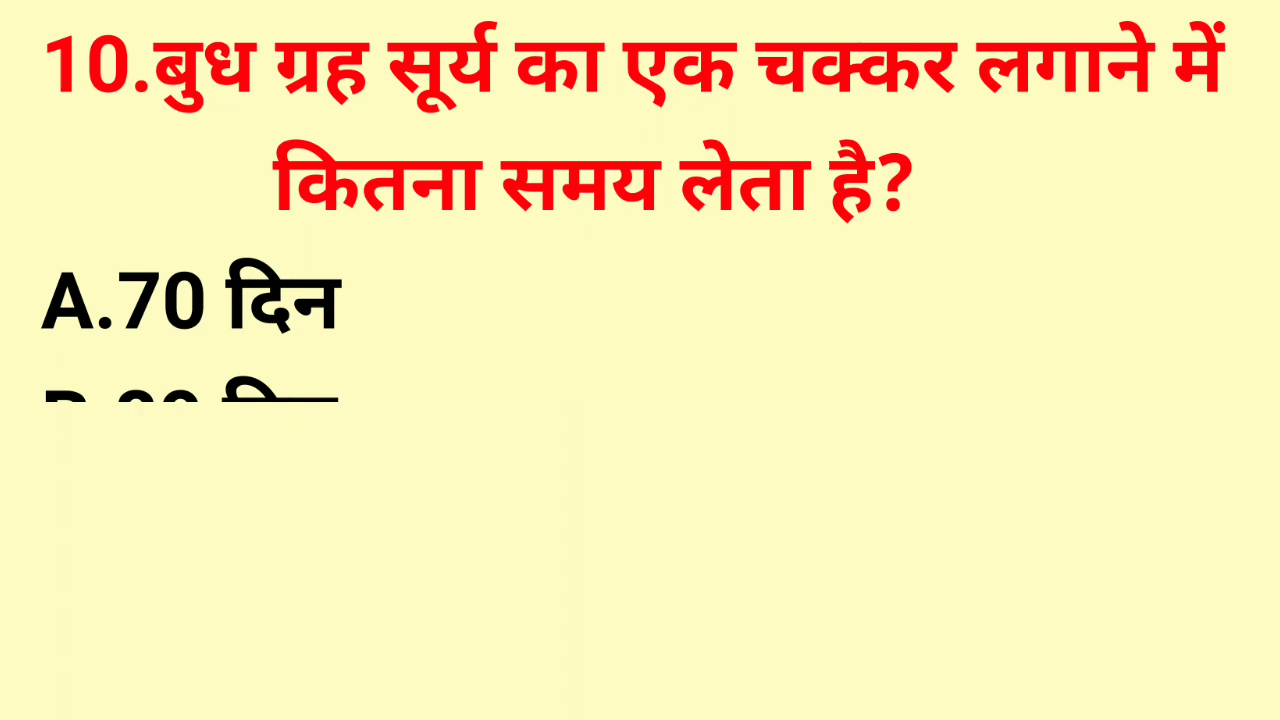 10.बुध ग्रह सूर्य का एक चक्कर लगाने में
कितना समय लेता है?
A.70 दिन